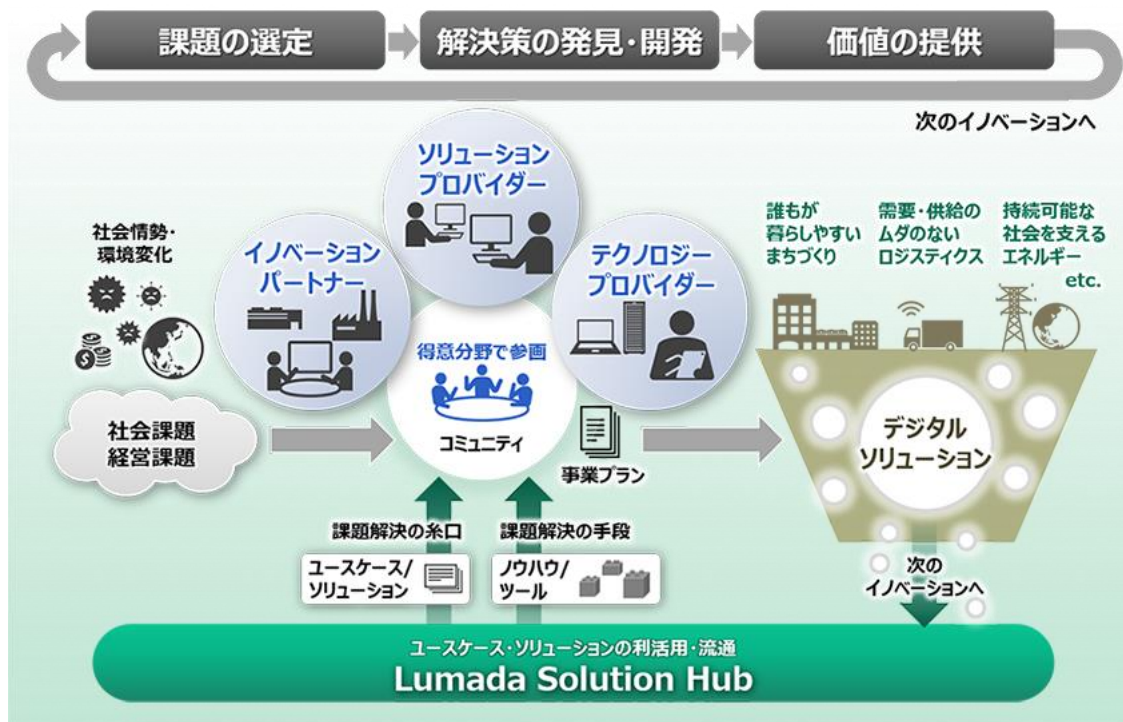 課題の選定
解決策の発見・開発
価値の提供
次のイノベーションへ
社会情勢・
環境変化
社会課題
経営課題
イノベーション
パートナー
ソリューション
プロバイダー
テクノロジー
プロバイダー
得意分野で参画
コミュニティ
事業プラン
誰もが
暮らしやすい
まちづくり
需要・供給の
ムダのない
ロジスティクス
持続可能な
社会を支える
エネルギー
etc.
デジタル
ソリューション
課題解決の糸口
ユースケース/
ソリューション
課題解決の手段
ノウハウ/
ツール
次の
イノベーションへ
ユースケース・ソリューションの利活用・流通
Lumada Solution Hub